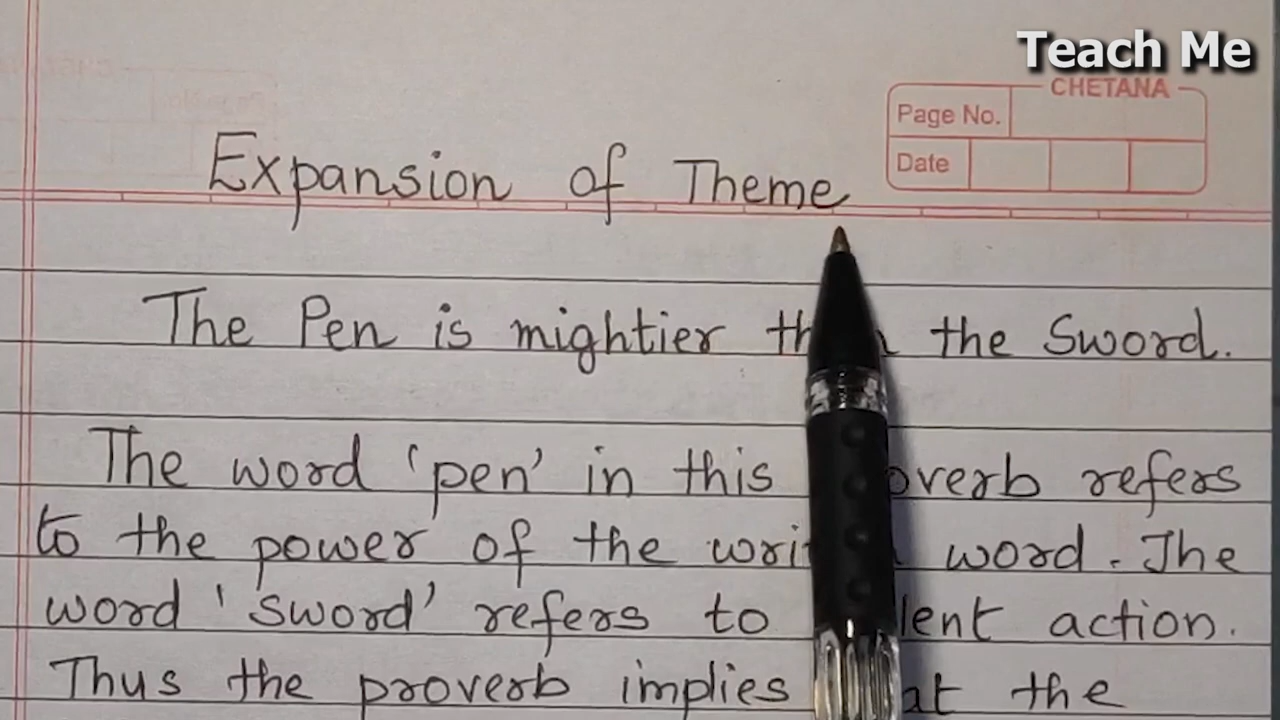 Teach Me
CHETANA
Page No.
Date
Expansion of Theme
The Pen is mightier the Sword.
The word 'pen' in this refers
to the power of the word. The
word 'sword' refers to action.
Thus the proverb implies the